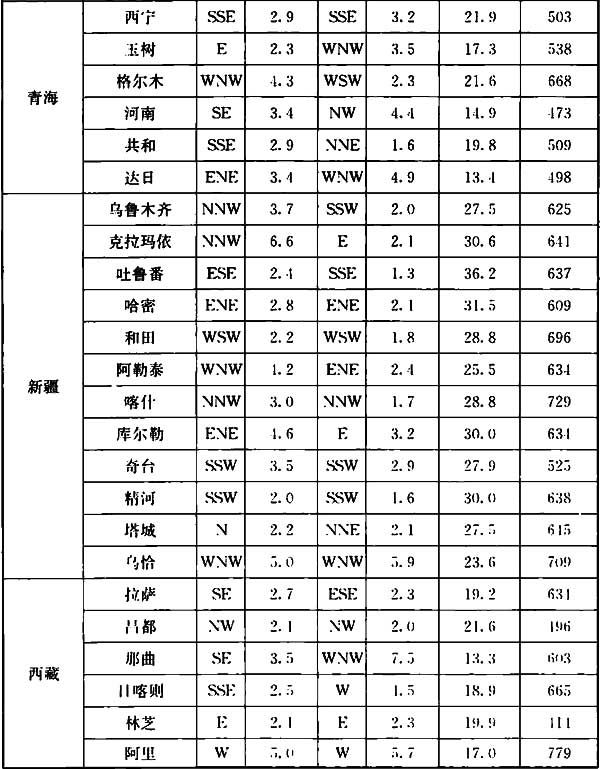 青海
西宁 SSE 2.9 SSE 3.2 21.9 503
玉树 E 2.3 WNW 3.5 17.3 538
格尔木 WNW 4.3 WSW 2.3 21.6 668
河南 SE 3.4 NW 4.4 14.9 473
共和 SSE 2.9 NNE 1.6 19.8 509
达日 ENE 3.4 WNW 4.9 13.4 498
新疆
乌鲁木齐 NNW 3.7 SSW 2.0 27.5 625
克拉玛依 NNW 6.6 E 2.1 30.6 641
吐鲁番 ESE 2.4 SSE 1.3 36.2 637
哈密 ENE 2.8 ENE 2.1 31.5 609
和田 WSW 2.2 WSW 1.8 28.8 696
阿勒泰 WNW 4.2 ENE 2.4 25.5 634
喀什 NNW 3.0 NNW 1.7 28.8 729
库尔勒 ENE 4.6 E 3.2 30.0 634
奇台 SSW 3.5 SSW 2.9 27.9 525
精河 SSW 2.0 SSW 1.6 30.0 638
塔城 N 2.2 NNE 2.1 27.5 645
乌恰 WNW 5.0 WNW 5.9 23.6 709
西藏
拉萨 SE 2.7 ESE 2.3 19.2 631
昌都 NW 2.1 NW 2.0 21.6 496
那曲 SE 3.5 WNW 7.5 13.3 603
日喀则 SSE 2.5 W 1.5 18.9 665
林芝 E 2.1 E 2.3 19.9
阿里 W 5.0 W 5.7 17.0 779